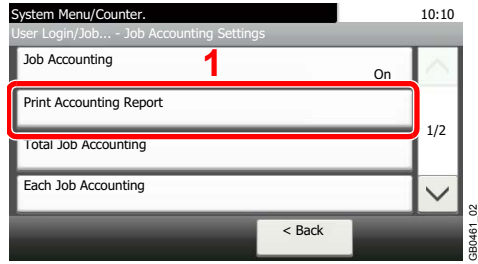 System Menu/Counter. 10:10
User Login/Job... - Job Accounting Settings
Job Accounting 1 On
Print Accounting Report
1/2
Total Job Accounting
Each Job Accounting
< Back
GB0461_02